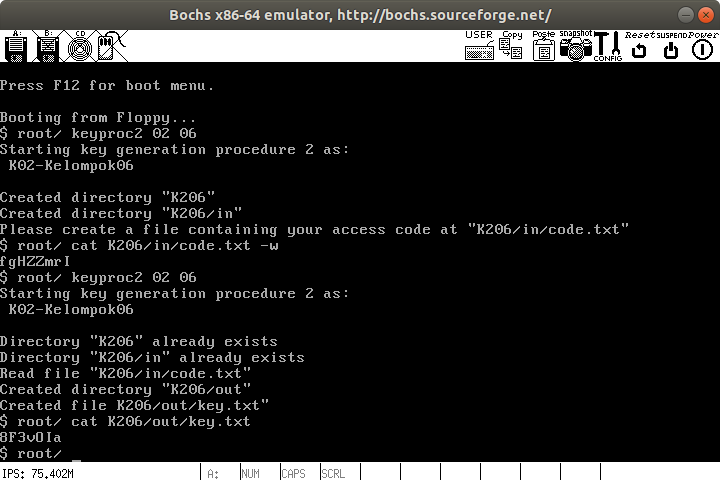 Bochs x86-64 emulator, http://bochs.sourceforge.net/
A: B: CD USER Copy Paste Snapshot CONFIG Reset SUSPEND Power
Press F12 for boot menu.
Booting from Floppy...
$ root/ keyproc2 02 06
Starting key generation procedure 2 as:
K02-Kelompok06
Created directory "K206"
Created directory "K206/in"
Please create a file containing your access code at "K206/in/code.txt"
$ root/ cat K206/in/code.txt -w
fgHZZmrI
$ root/ keyproc2 02 06
Starting key generation procedure 2 as:
K02-Kelompok06
Directory "K206" already exists
Directory "K206/in" already exists
Read file "K206/in/code.txt"
Created directory "K206/out"
Created file K206/out/key.txt"
$ root/ cat K206/out/key.txt
8F3vOIa
$ root/ _
IPS: 75.402M A: NUM CAPS SCRL